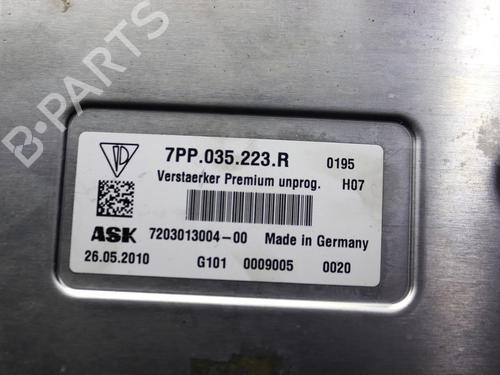 B-PARTS
7PP.035.223.R 0195
Verstaerker Premium unprog. H07
ASK 7203013004-00 Made in Germany
26.05.2010 G101 0009005 0020